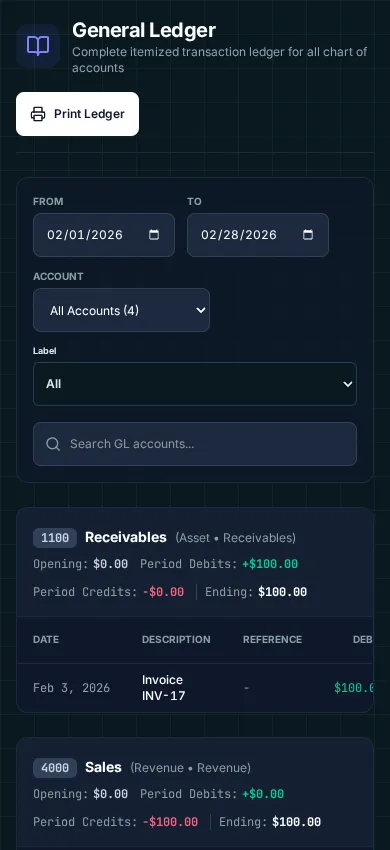 General Ledger
Complete itemized transaction ledger for all chart of
accounts
Print Ledger
FROM
TO
02/01/2026
02/28/2026
ACCOUNT
All Accounts (4)
Label
All
Search GL accounts...
1100 Receivables (Asset • Receivables)
Opening: $0.00 Period Debits: +$100.00
Period Credits: -$0.00 Ending: $100.00
DATE DESCRIPTION REFERENCE DEB
Feb 3, 2026 Invoice INV-17 - $100.0
4000 Sales (Revenue • Revenue)
Opening: $0.00 Period Debits: +$0.00
Period Credits: -$100.00 Ending: $100.00